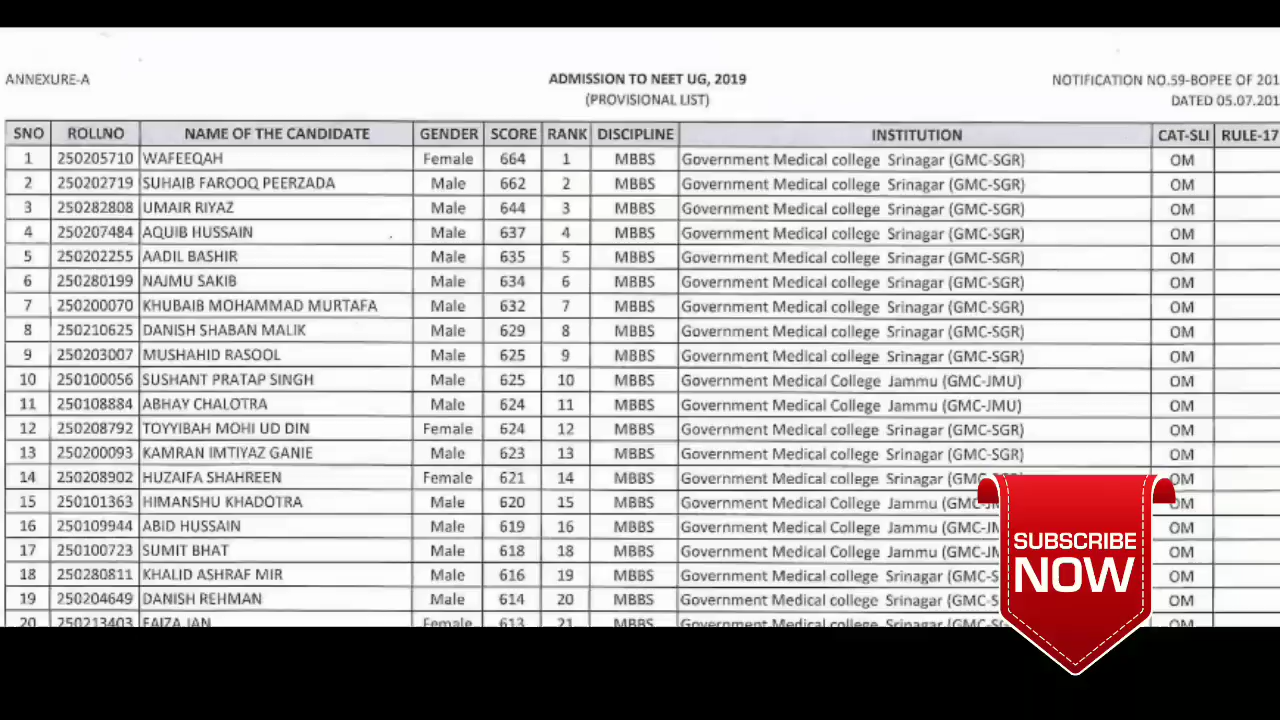 ANNEXURE-A ADMISSION TO NEET UG, 2019 NOTIFICATION NO.59-BOPEE OF 201
(PROVISIONAL LIST) DATED 05.07.201
SNO ROLLNO NAME OF THE CANDIDATE GENDER SCORE RANK DISCIPLINE INSTITUTION CAT-SLI RULE-17
1 250205710 WAFEEQAH Female 664 1 MBBS Government Medical college Srinagar (GMC-SGR) OM
2 250202719 SUHAIB FAROOQ PEERZADA Male 662 2 MBBS Government Medical college Srinagar (GMC-SGR) OM
3 250282808 UMAIR RIYAZ Male 644 3 MBBS Government Medical college Srinagar (GMC-SGR) OM
4 250207484 AQUIB HUSSAIN Male 637 4 MBBS Government Medical college Srinagar (GMC-SGR) OM
5 250202255 AADIL BASHIR Male 635 5 MBBS Government Medical college Srinagar (GMC-SGR) OM
6 250280199 NAJMU SAKIB Male 634 6 MBBS Government Medical college Srinagar (GMC-SGR) OM
7 250200070 KHUBAIB MOHAMMAD MURTAFA Male 632 7 MBBS Government Medical college Srinagar (GMC-SGR) OM
8 250210625 DANISH SHABAN MALIK Male 629 8 MBBS Government Medical college Srinagar (GMC-SGR) OM
9 250203007 MUSHAHID RASOOL Male 625 9 MBBS Government Medical college Srinagar (GMC-SGR) OM
10 250100056 SUSHANT PRATAP SINGH Male 625 10 MBBS Government Medical College Jammu (GMC-JMU) OM
11 250108884 ABHAY CHALOTRA Male 624 11 MBBS Government Medical College Jammu (GMC-JMU) OM
12 250208792 TOYYIBAH MOHI UD DIN Female 624 12 MBBS Government Medical college Srinagar (GMC-SGR) OM
13 250200093 KAMRAN IMTIYAZ GANIE Male 623 13 MBBS Government Medical college Srinagar (GMC-SGR) OM
14 250208902 HUZAIFA SHAHREEN Female 621 14 MBBS Government Medical college Srinagar (GMC-SGR) OM
15 250101363 HIMANSHU KHADOTRA Male 620 15 MBBS Government Medical College Jammu (GMC-JM OM
16 250109944 ABID HUSSAIN Male 619 16 MBBS Government Medical College Jammu (GMC-JM OM
17 250100723 SUMIT BHAT Male 618 18 MBBS Government Medical College Jammu (GMC-JM OM
18 250280811 KHALID ASHRAF MIR Male 616 19 MBBS Government Medical college Srinagar (GMC-S OM
19 250204649 DANISH REHMAN Male 614 20 MBBS Government Medical college Srinagar (GMC-S OM
20 250213403 FAIZA JAN Female 613 21 MBBS Government Medical college Srinagar (GMC-S OM
SUBSCRIBE
NOW